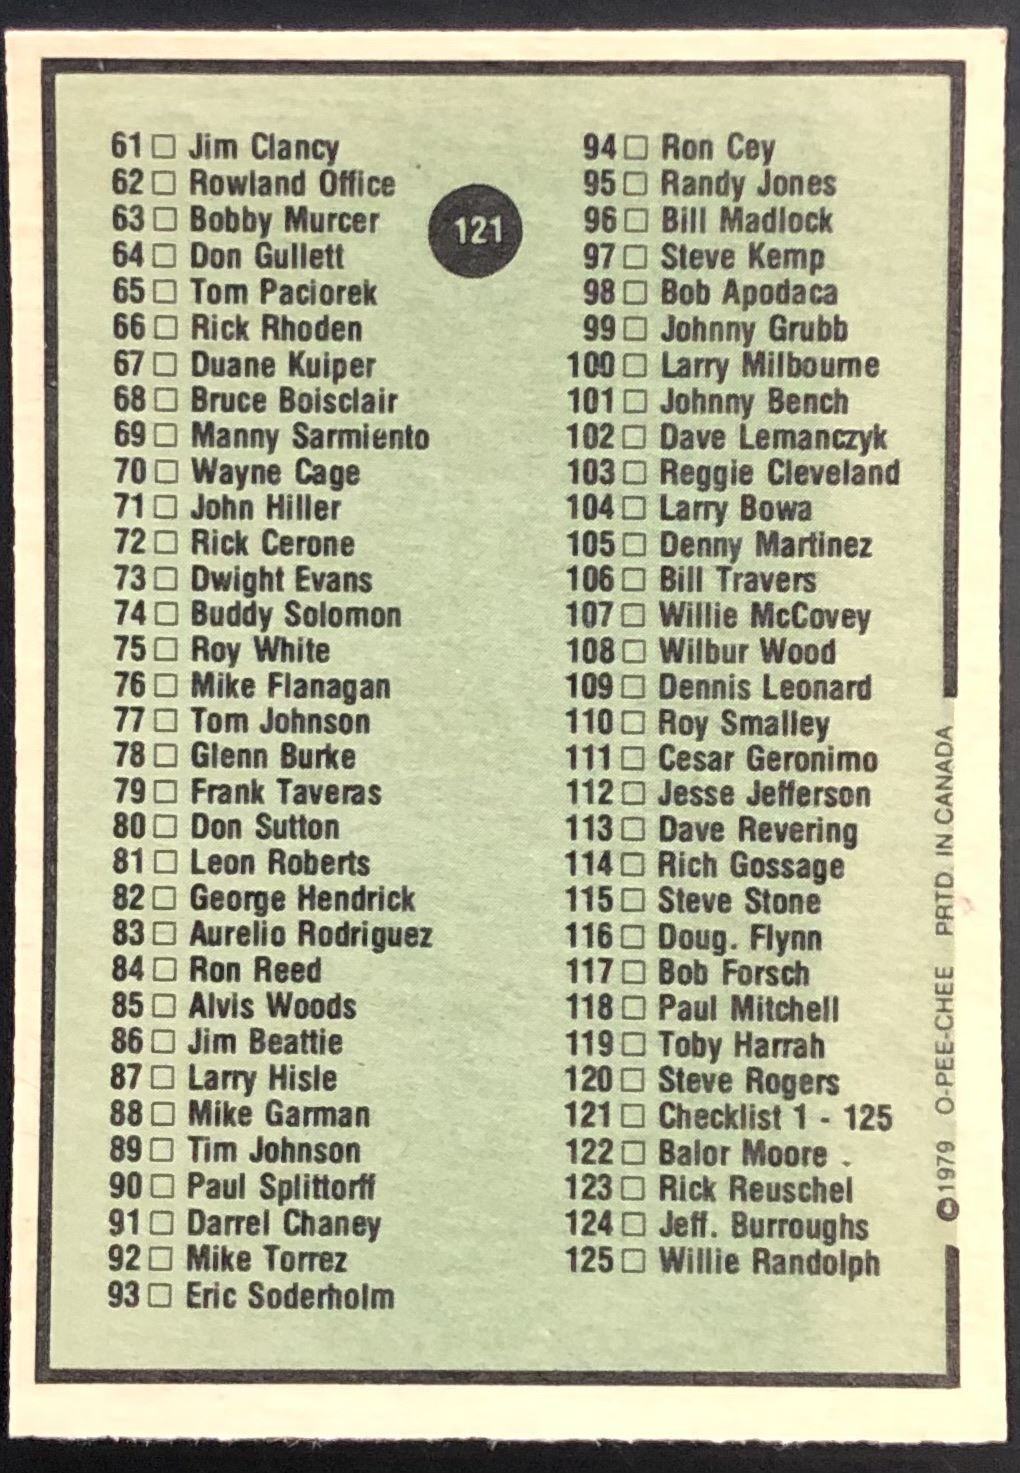 121
61 □ Jim Clancy
62 □ Rowland Office
63 □ Bobby Murcer
64 □ Don Gullett
65 □ Tom Paciorek
66 □ Rick Rhoden
67 □ Duane Kuiper
68 □ Bruce Boisclair
69 □ Manny Sarmiento
70 □ Wayne Cage
71 □ John Hiller
72 □ Rick Cerone
73 □ Dwight Evans
74 □ Buddy Solomon
75 □ Roy White
76 □ Mike Flanagan
77 □ Tom Johnson
78 □ Glenn Burke
79 □ Frank Taveras
80 □ Don Sutton
81 □ Leon Roberts
82 □ George Hendrick
83 □ Aurelio Rodriguez
84 □ Ron Reed
85 □ Alvis Woods
86 □ Jim Beattie
87 □ Larry Hisle
88 □ Mike Garman
89 □ Tim Johnson
90 □ Paul Splittorff
91 □ Darrel Chaney
92 □ Mike Torrez
93 □ Eric Soderholm
94 □ Ron Cey
95 □ Randy Jones
96 □ Bill Madlock
97 □ Steve Kemp
98 □ Bob Apodaca
99 □ Johnny Grubb
100 □ Larry Milbourne
101 □ Johnny Bench
102 □ Dave Lemanczyk
103 □ Reggie Cleveland
104 □ Larry Bowa
105 □ Denny Martinez
106 □ Bill Travers
107 □ Willie McCovey
108 □ Wilbur Wood
109 □ Dennis Leonard
110 □ Roy Smalley
111 □ Cesar Geronimo
112 □ Jesse Jefferson
113 □ Dave Revering
114 □ Rich Gossage
115 □ Steve Stone
116 □ Doug. Flynn
117 □ Bob Forsch
118 □ Paul Mitchell
119 □ Toby Harrah
120 □ Steve Rogers
121 □ Checklist 1 - 125
122 □ Balor Moore
123 □ Rick Reuschel
124 □ Jeff. Burroughs
125 □ Willie Randolph
©1979 O-PEE-CHEE PRTD. IN CANADA